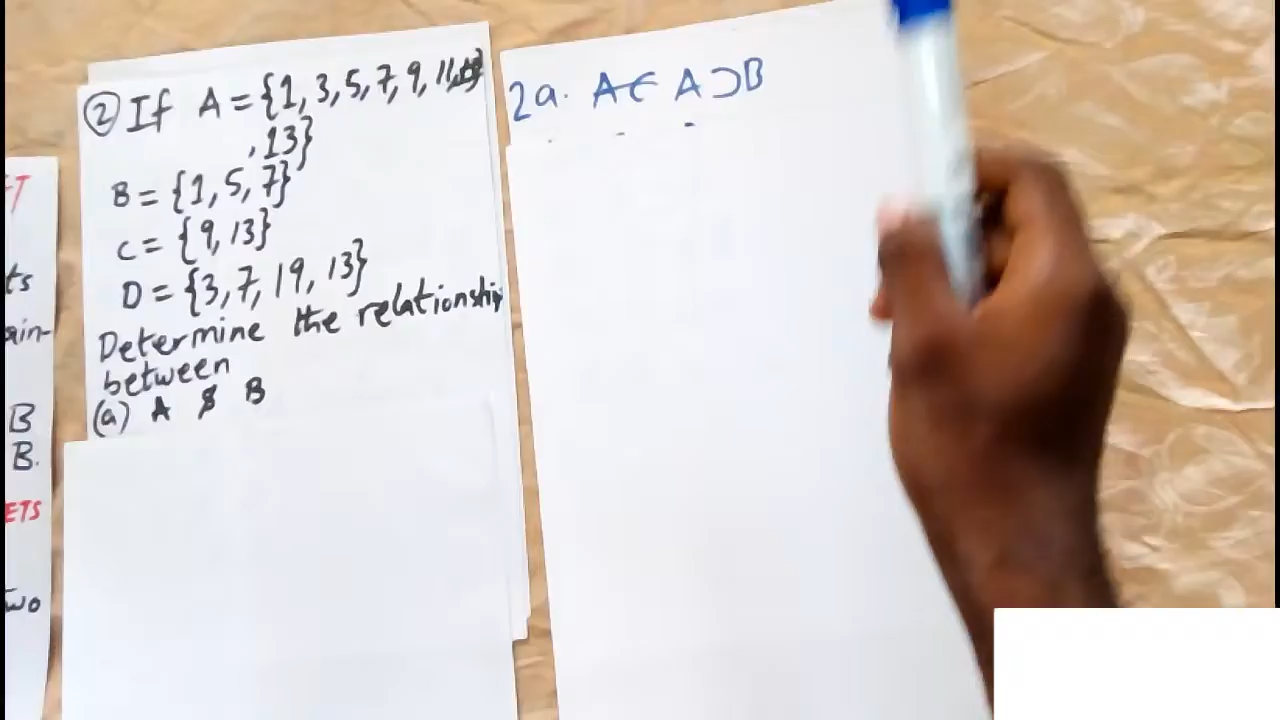 ② If A = {1, 3, 5, 7, 9, 11,
, 13}
B = {1, 5, 7}
C = {9, 13}
D = {3, 7, 19, 13}
Determine the relationship
between
(a) A $ B
2a. A ⊃ B
B
B.
ETS